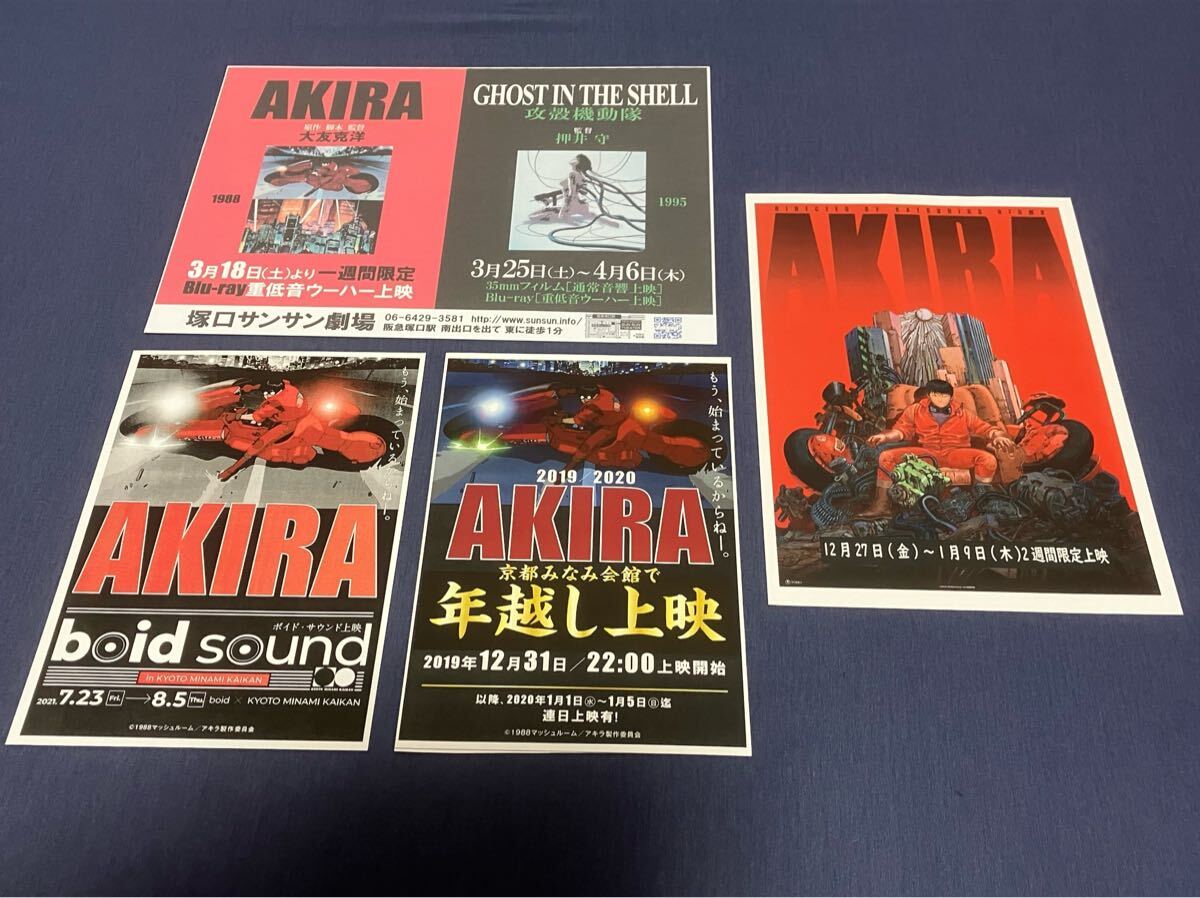 AKIRA
原作 脚本 監督
大友克洋
1988
3月18日(土)より一週間限定
Blu-ray重低音ウーハー上映
GHOST IN THE SHELL
攻殻機動隊
監督
押井 守
1995
3月25日(土)～4月6日(木)
35mmフィルム[通常音響上映]
Blu-ray[重低音ウーハー上映]
塚口サンサン劇場
06-6429-3581 http://www.sunsun.info/
阪急塚口駅 南出口を出て 東に徒歩1分
もう、始まっているからねー。
AKIRA
ボイド・サウンド上映
boid sound
in KYOTO MINAMI KAIKAN
2021.7.23 Fri. → 8.5 Thu. boid × KYOTO MINAMI KAIKAN
©1988マッシュルーム／アキラ製作委員会
もう、始まっているからねー。
2019 2020
AKIRA
京都みなみ会館で
年越し上映
2019年12月31日／22:00上映開始
以降、2020年1月1日㊌～1月5日㊐迄
連日上映有!
©1988マッシュルーム／アキラ製作委員会
DIRECTED BY KATSUHIRO OTOMO
AKIRA
12月27日(金)～1月9日(木)2週間限定上映